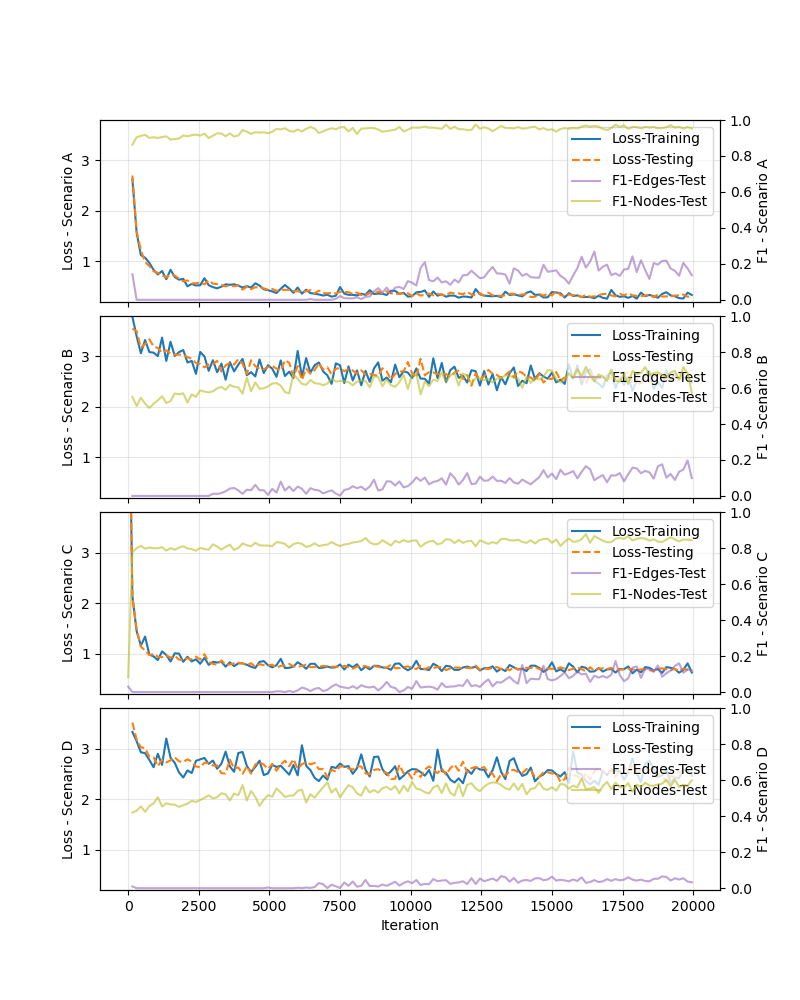 Loss - Scenario A
3
2
1
1.0
0.8
0.6
0.4
0.2
0.0
F1 - Scenario A
Loss-Training
Loss-Testing
F1-Edges-Test
F1-Nodes-Test
Loss - Scenario B
3
2
1
1.0
0.8
0.6
0.4
0.2
0.0
F1 - Scenario B
Loss-Training
Loss-Testing
F1-Edges-Test
F1-Nodes-Test
Loss - Scenario C
3
2
1
1.0
0.8
0.6
0.4
0.2
0.0
F1 - Scenario C
Loss-Training
Loss-Testing
F1-Edges-Test
F1-Nodes-Test
Loss - Scenario D
3
2
1
1.0
0.8
0.6
0.4
0.2
0.0
F1 - Scenario D
Loss-Training
Loss-Testing
F1-Edges-Test
F1-Nodes-Test
0 2500 5000 7500 10000 12500 15000 17500 20000
Iteration